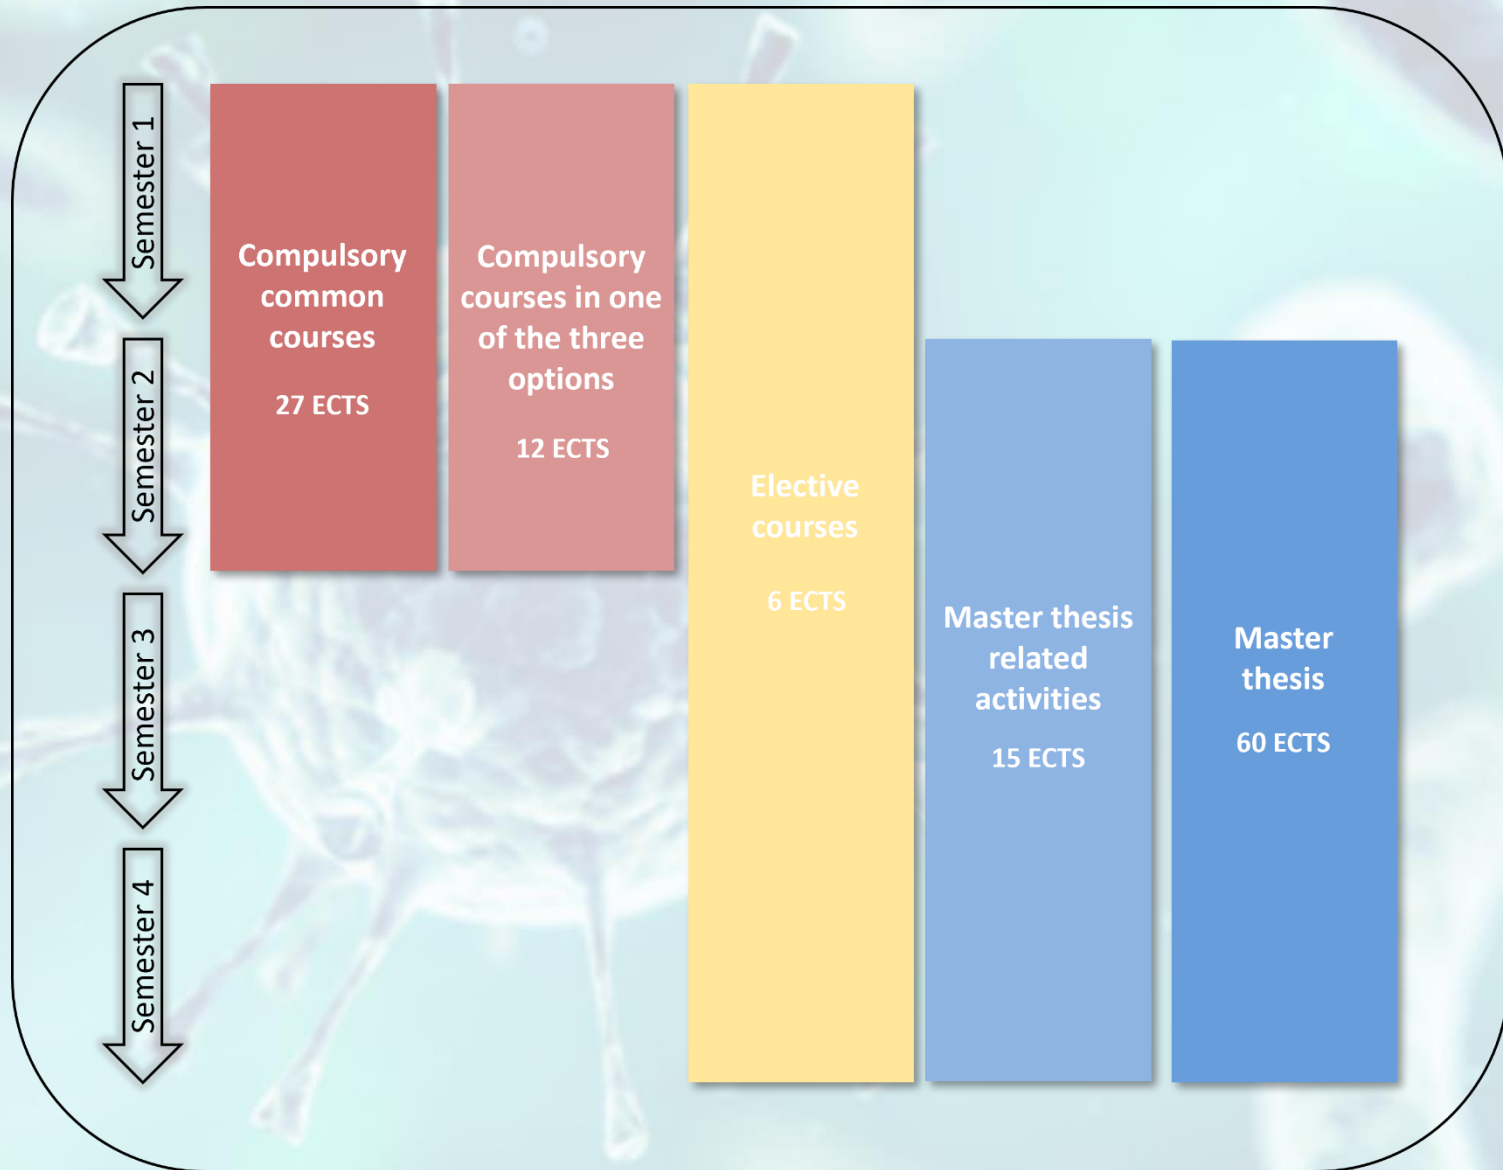 Semester 1
Semester 2
Semester 3
Semester 4
Compulsory
common
courses
27 ECTS
Compulsory
courses in one
of the three
options
12 ECTS
Elective
courses
6 ECTS
Master thesis
related
activities
15 ECTS
Master
thesis
60 ECTS